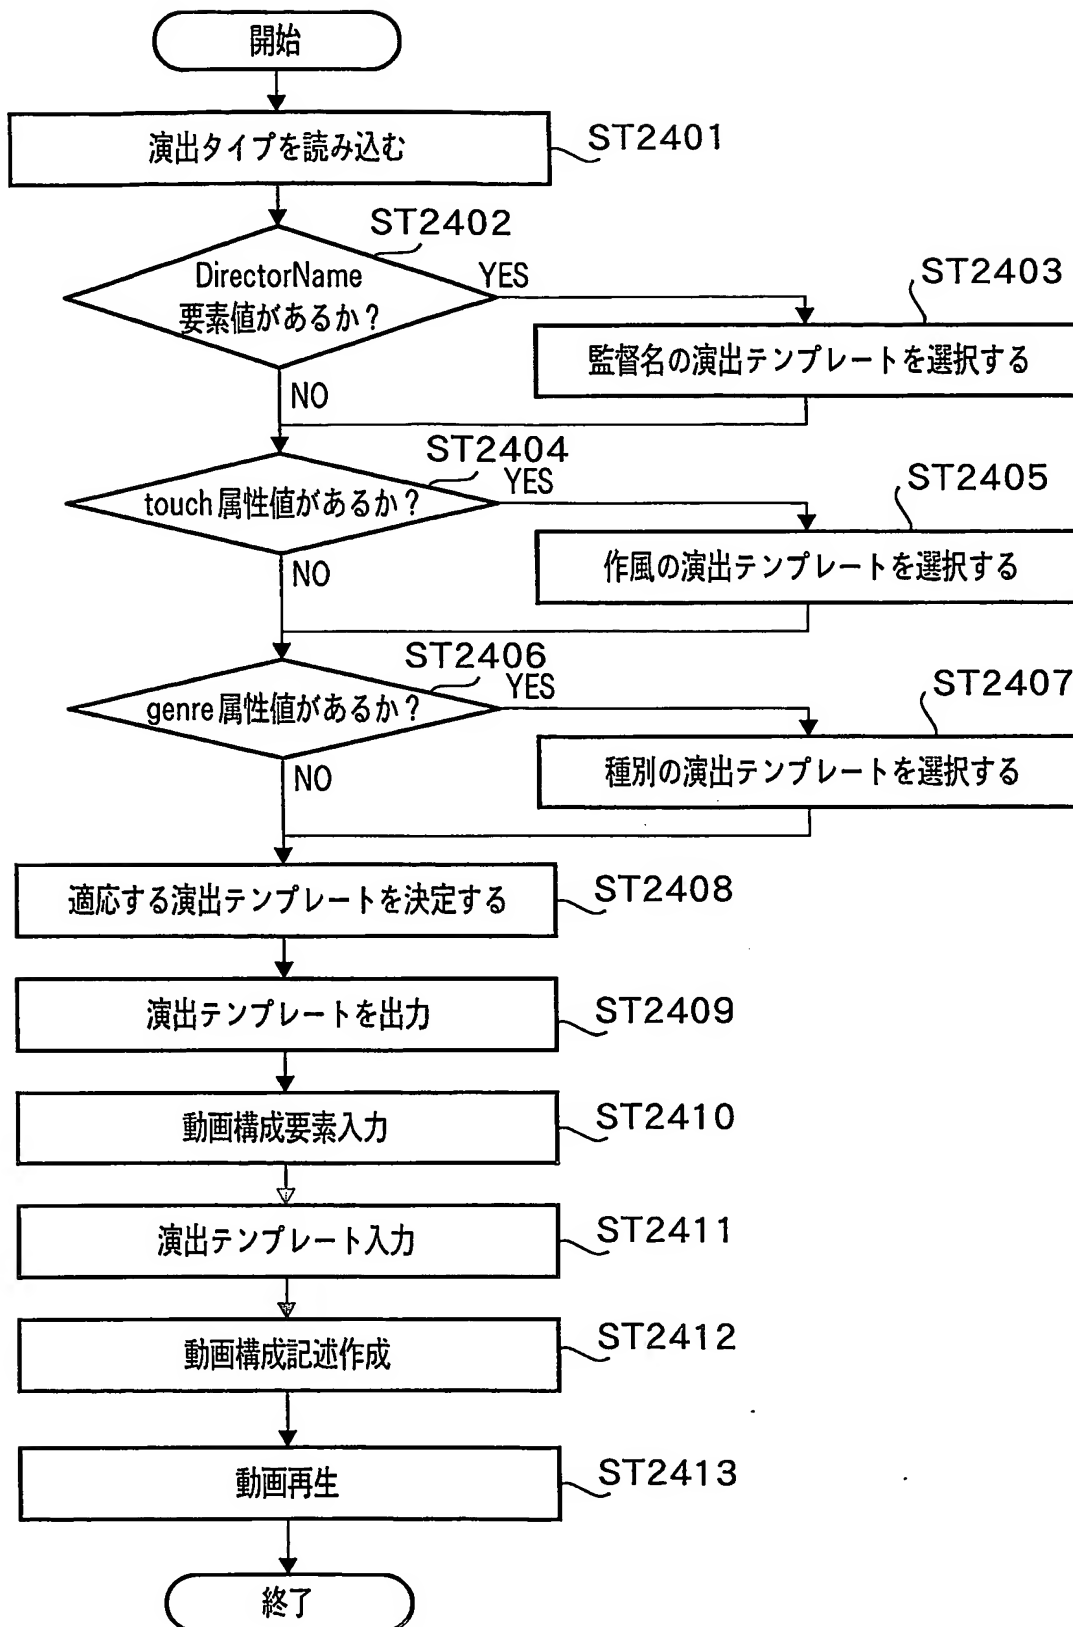 開始
演出タイプを読み込む
ST2401
ST2402
DirectorName
要素値があるか？
YES
NO
ST2403
監督名の演出テンプレートを選択する
ST2404
touch属性値があるか？
YES
NO
ST2405
作風の演出テンプレートを選択する
ST2406
genre属性値があるか？
YES
NO
ST2407
種別の演出テンプレートを選択する
適応する演出テンプレートを決定する
ST2408
演出テンプレートを出力
ST2409
動画構成要素入力
ST2410
演出テンプレート入力
ST2411
動画構成記述作成
ST2412
動画再生
ST2413
終了